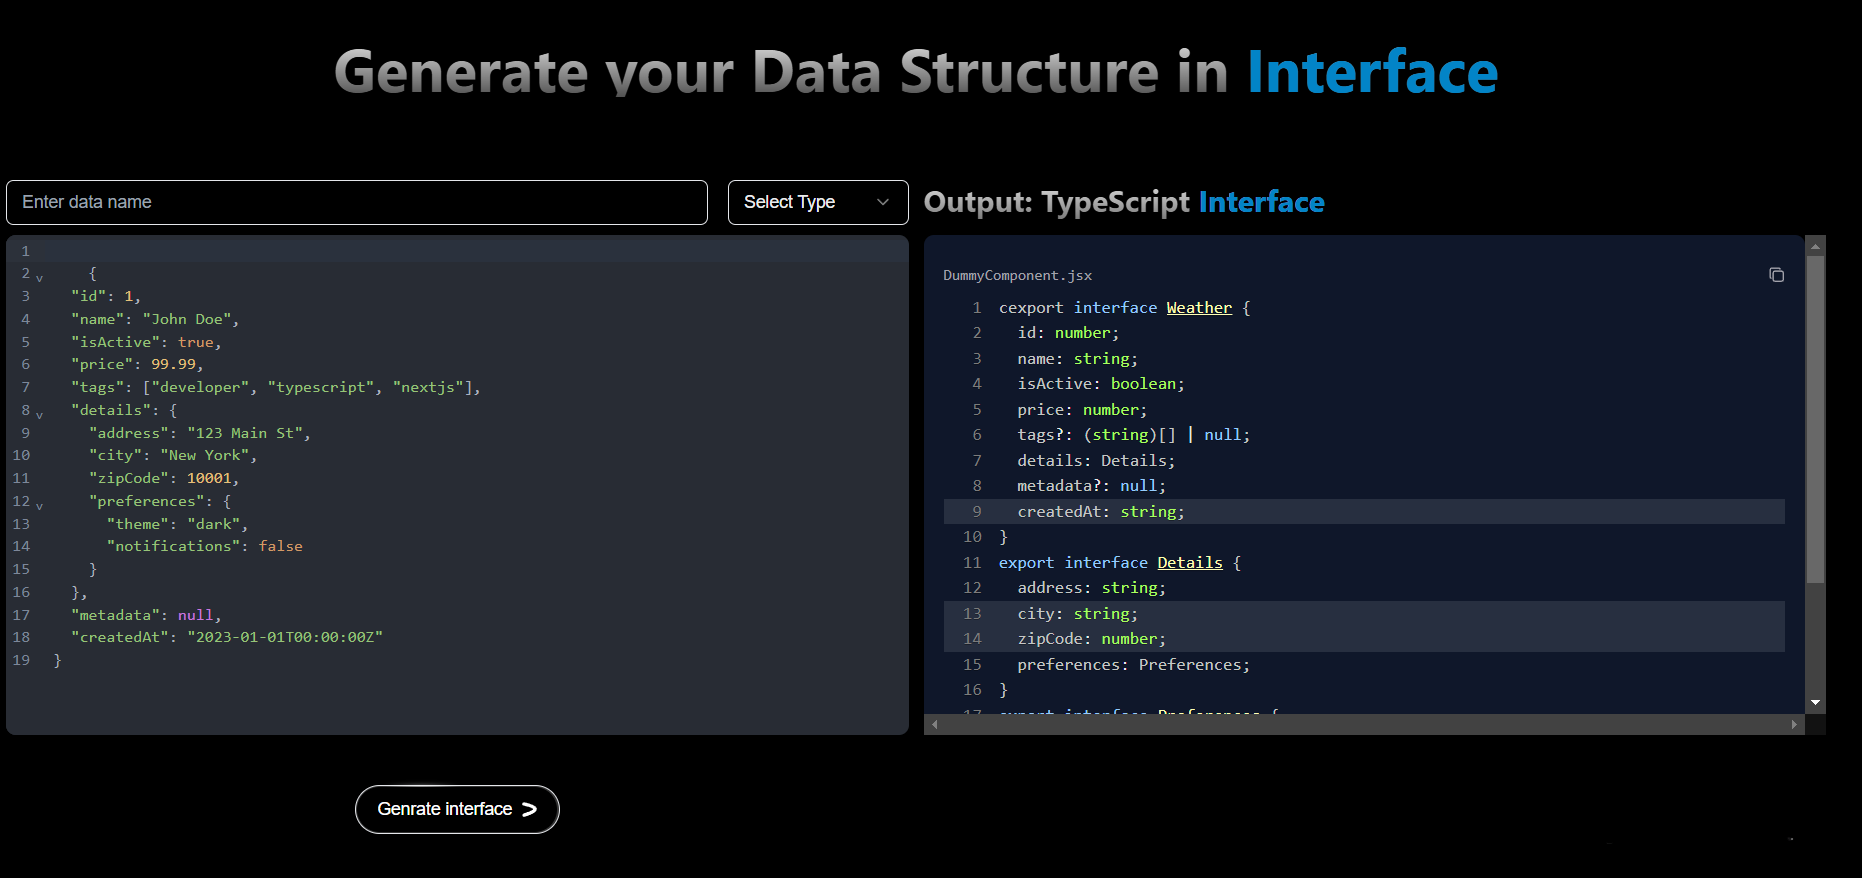 Generate your Data Structure in Interface
Enter data name
Select Type
1
2 {
3 "id": 1,
4 "name": "John Doe",
5 "isActive": true,
6 "price": 99.99,
7 "tags": ["developer", "typescript", "nextjs"],
8 "details": {
9 "address": "123 Main St",
10 "city": "New York",
11 "zipCode": 10001,
12 "preferences": {
13 "theme": "dark",
14 "notifications": false
15 }
16 },
17 "metadata": null,
18 "createdAt": "2023-01-01T00:00:00Z"
19 }
Genrate interface >
Output: TypeScript Interface
DummyComponent.jsx
1 cexport interface Weather {
2 id: number;
3 name: string;
4 isActive: boolean;
5 price: number;
6 tags?: (string)[] | null;
7 details: Details;
8 metadata?: null;
9 createdAt: string;
10 }
11 export interface Details {
12 address: string;
13 city: string;
14 zipCode: number;
15 preferences: Preferences;
16 }
17 export interface Preferences {